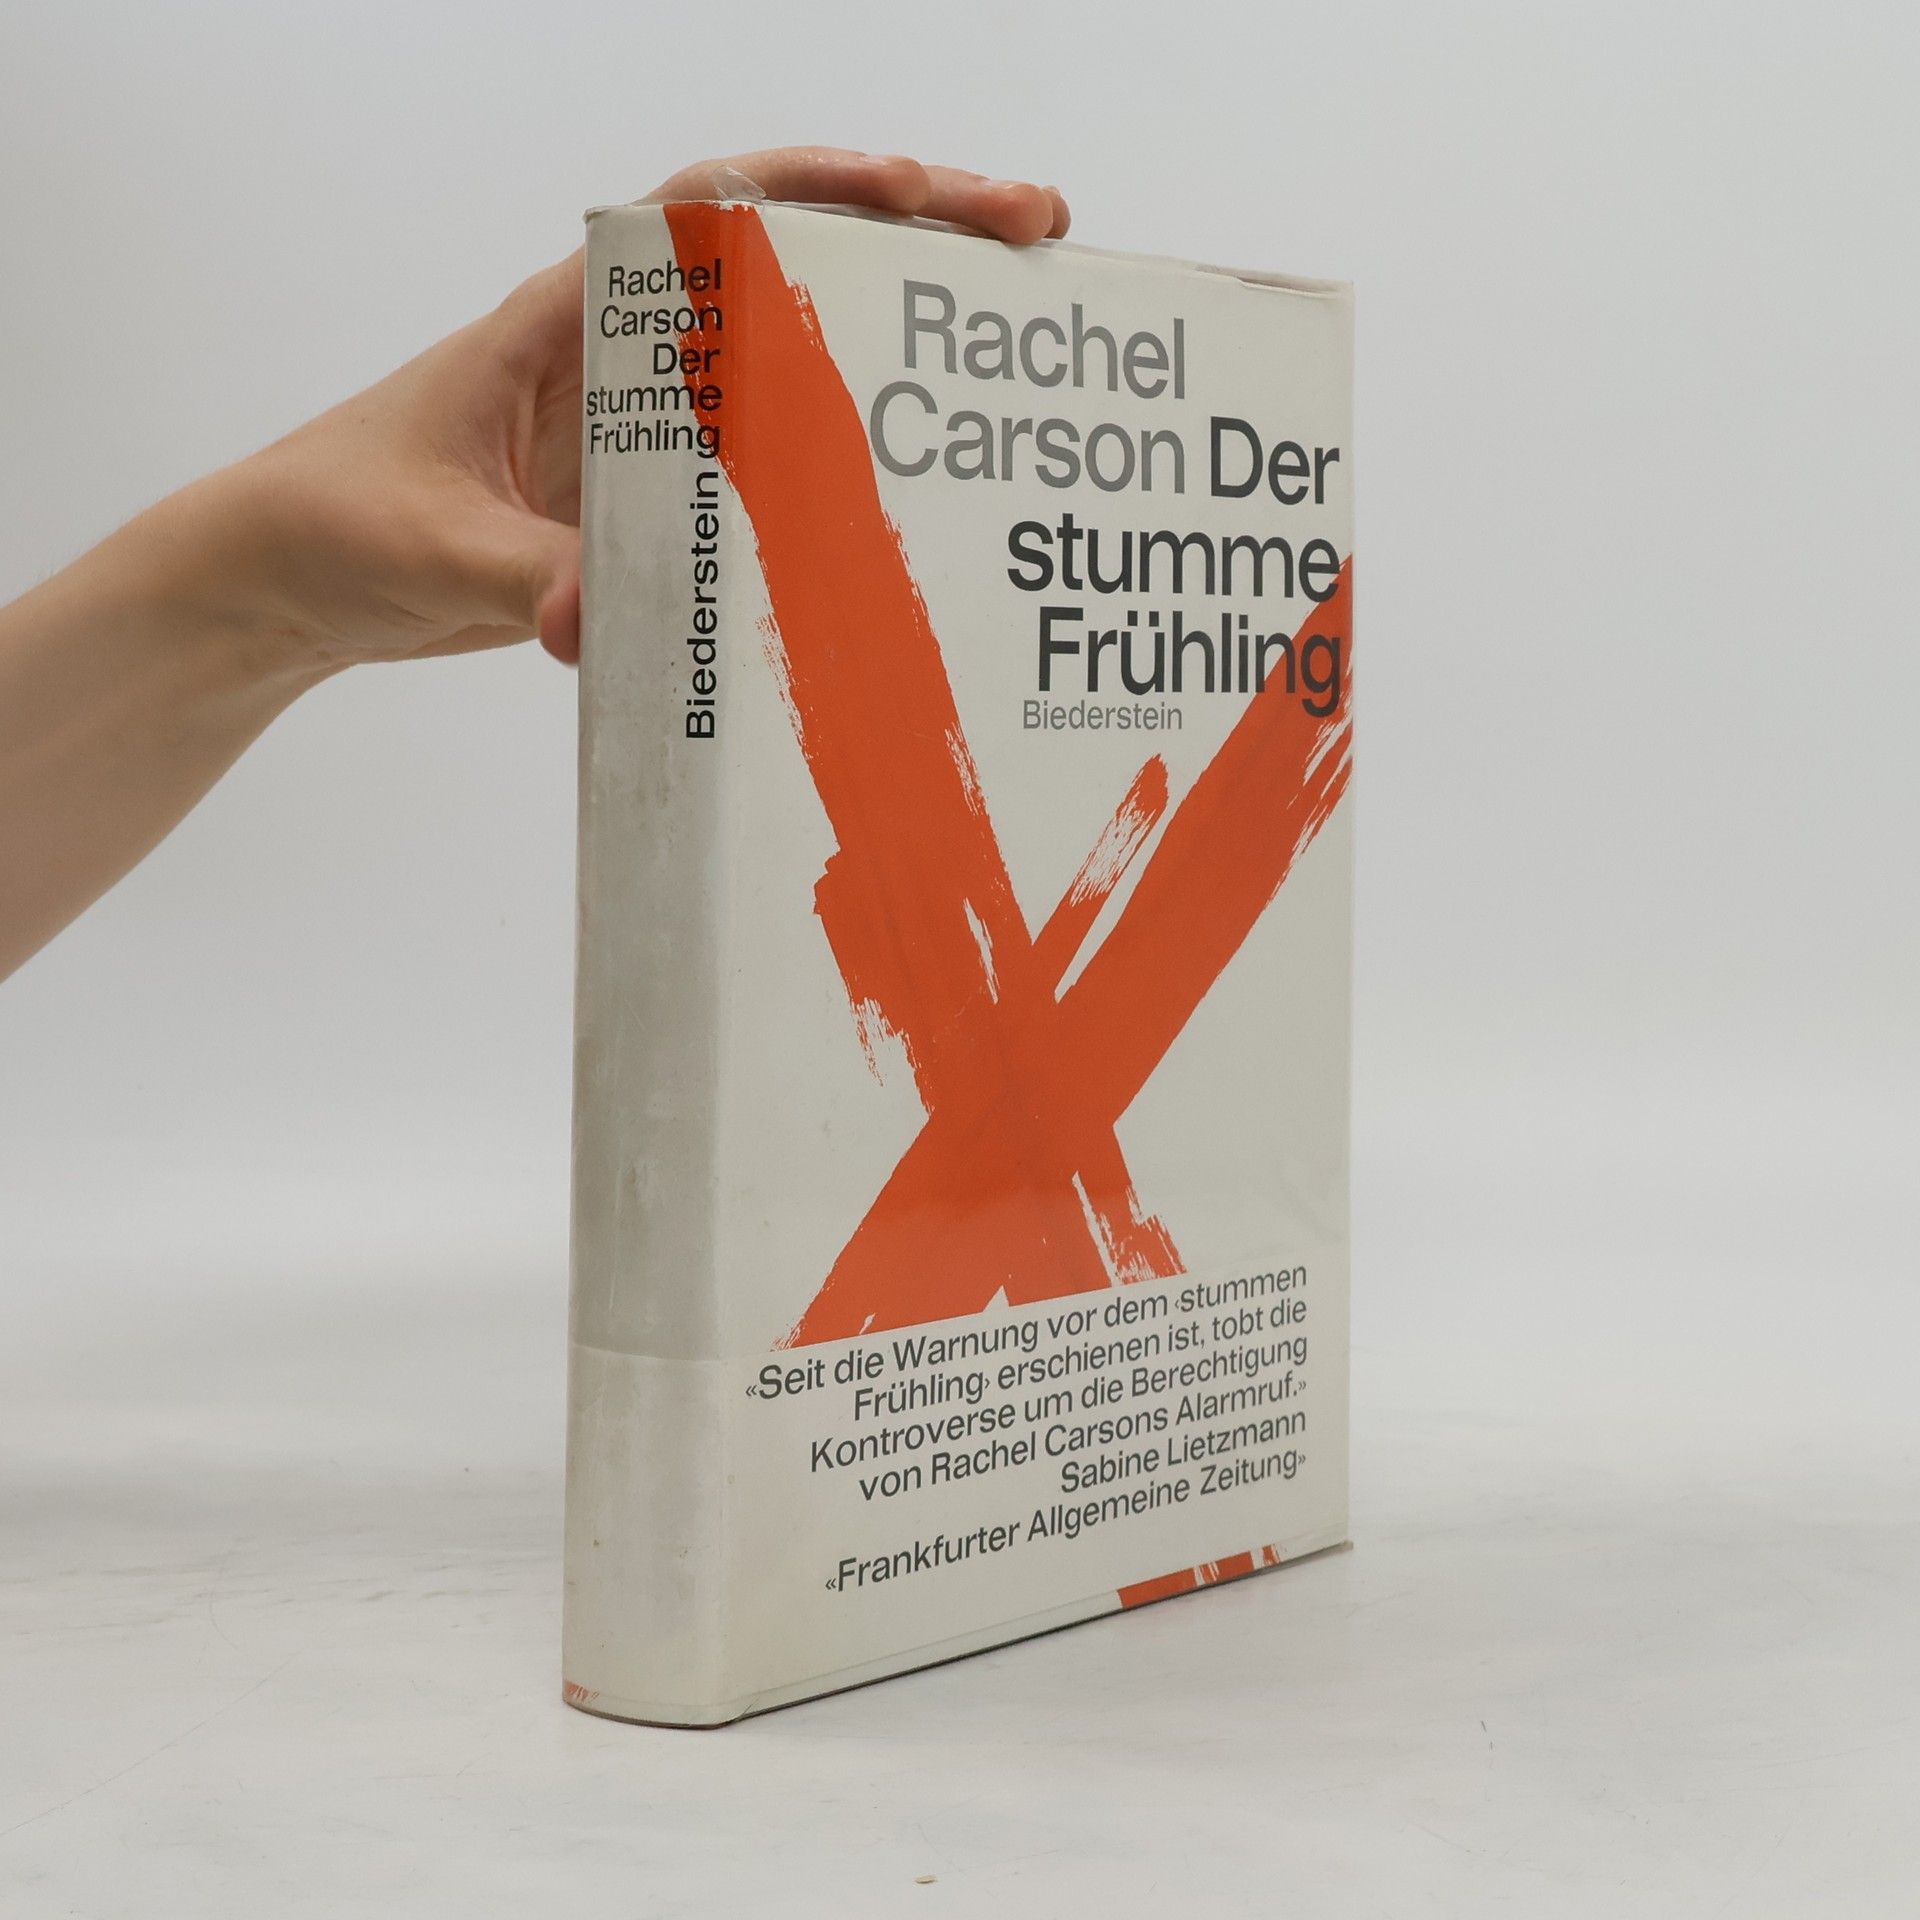 Rachel
Carson
Der
stumme
Frühling
Biederstein
Rachel
Carson Der
stumme
Frühling
Biederstein
«Seit die Warnung vor dem ‹stummen
Frühling› erschienen ist, tobt die
Kontroverse um die Berechtigung
von Rachel Carsons Alarmruf.»
Sabine Lietzmann
«Frankfurter Allgemeine Zeitung»